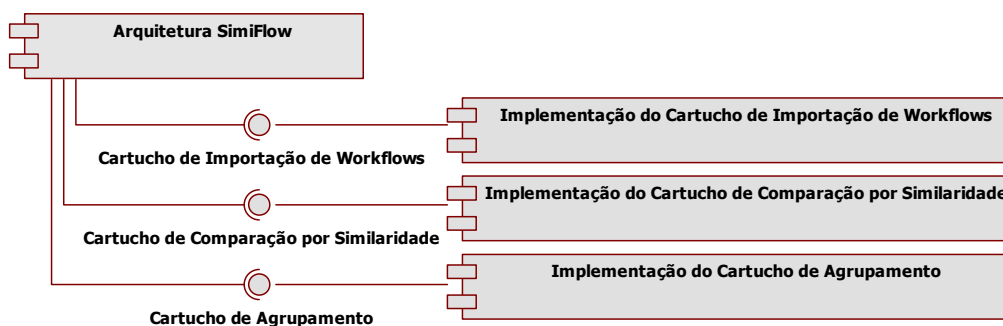 Arquitetura SimiFlow
Implementação do Cartucho de Importação de Workflows
Cartucho de Importação de Workflows
Implementação do Cartucho de Comparação por Similaridade
Cartucho de Comparação por Similaridade
Implementação do Cartucho de Agrupamento
Cartucho de Agrupamento